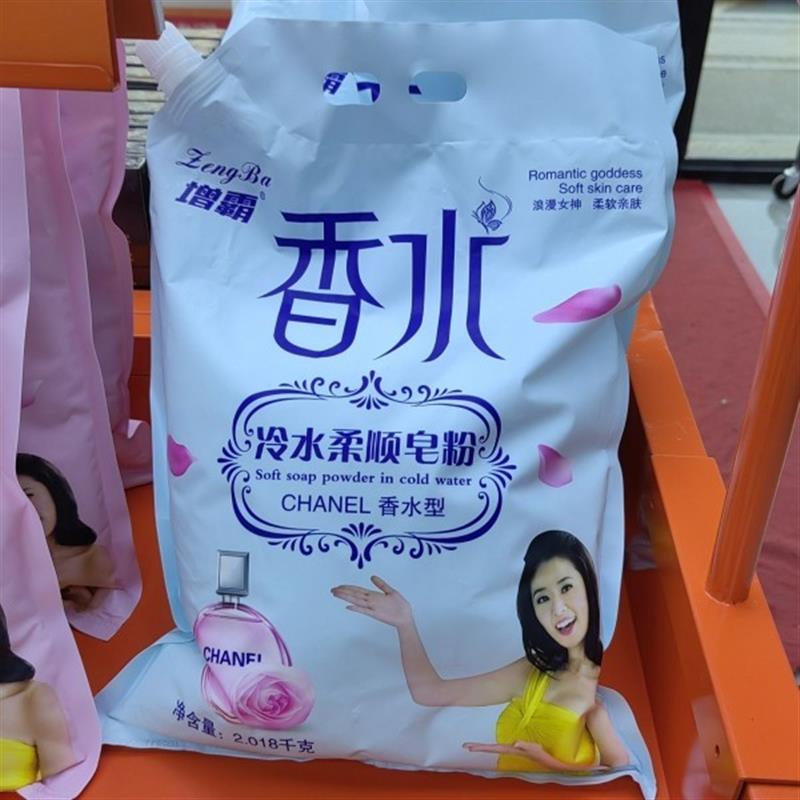 ZengBa
增霸
Romantic goddess
Soft skin care
浪漫女神 柔软亲肤
香水
冷水柔顺皂粉
Soft soap powder in cold water
CHANEL 香水型
CHANEL
净含量: 2.018千克